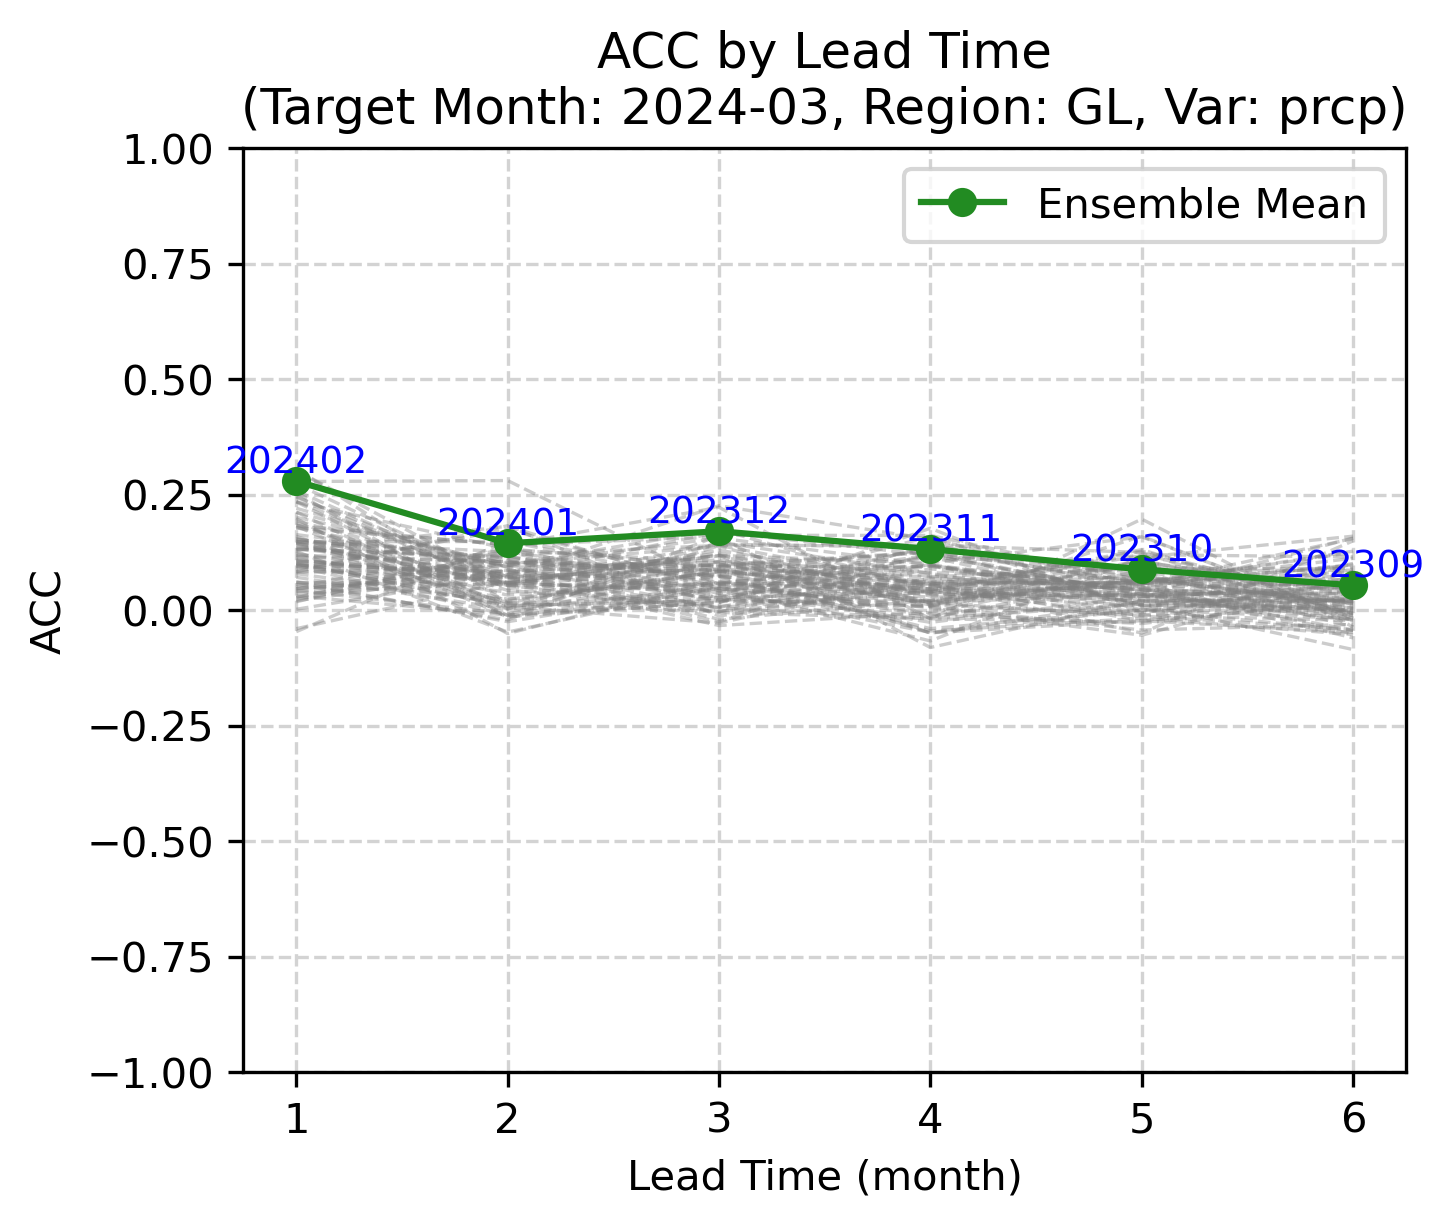 ACC by Lead Time
(Target Month: 2024-03, Region: GL, Var: prcp)
Ensemble Mean
1.00
0.75
0.50
0.25
0.00
−0.25
−0.50
−0.75
−1.00
ACC
202402
202401
202312
202311
202310
202309
1 2 3 4 5 6
Lead Time (month)